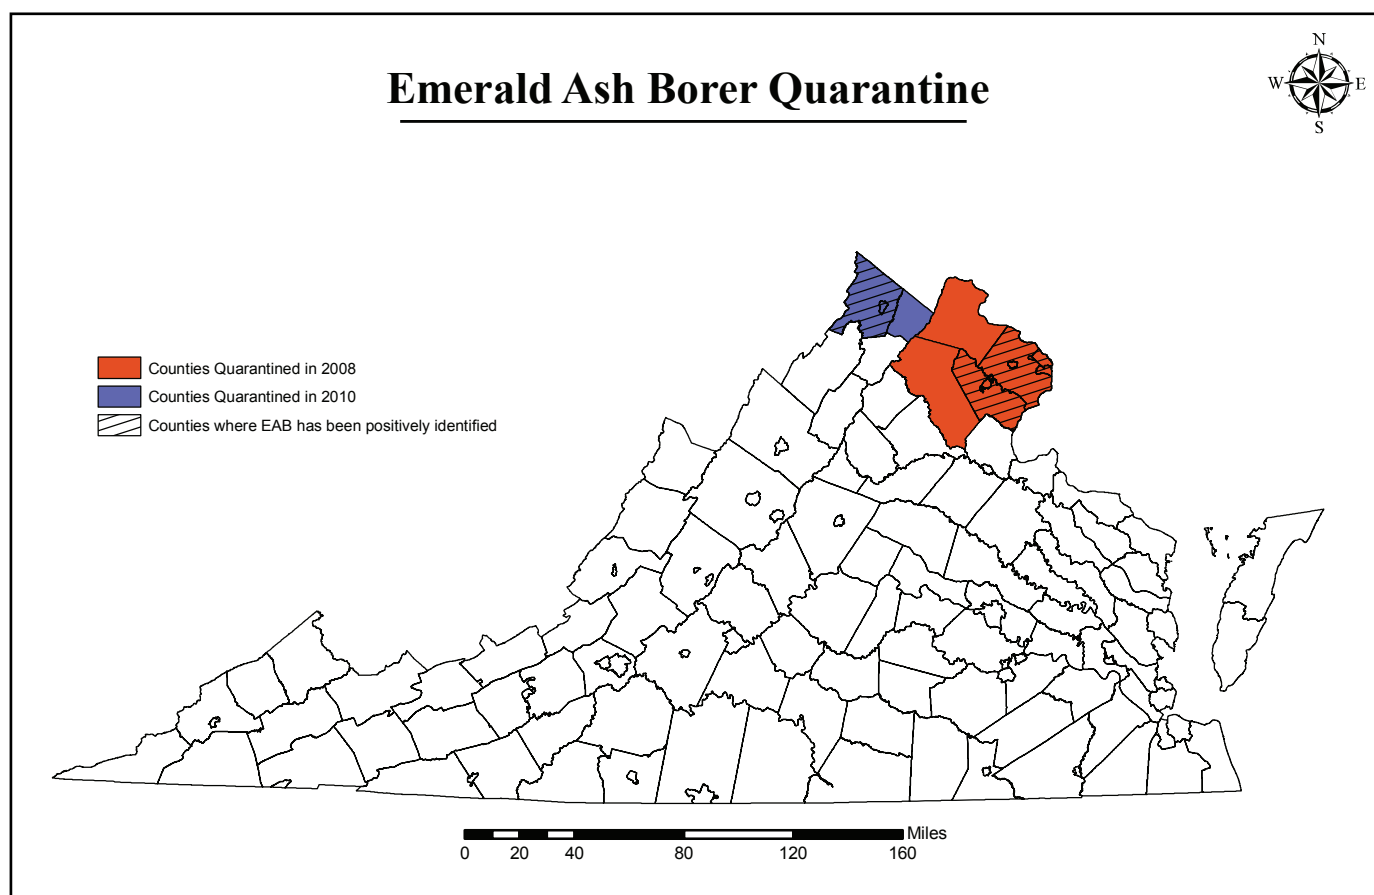 N
Emerald Ash Borer Quarantine
W E
S
Counties Quarantined in 2008
Counties Quarantined in 2010
Counties where EAB has been positively identified
Miles
0 20 40 80 120 160